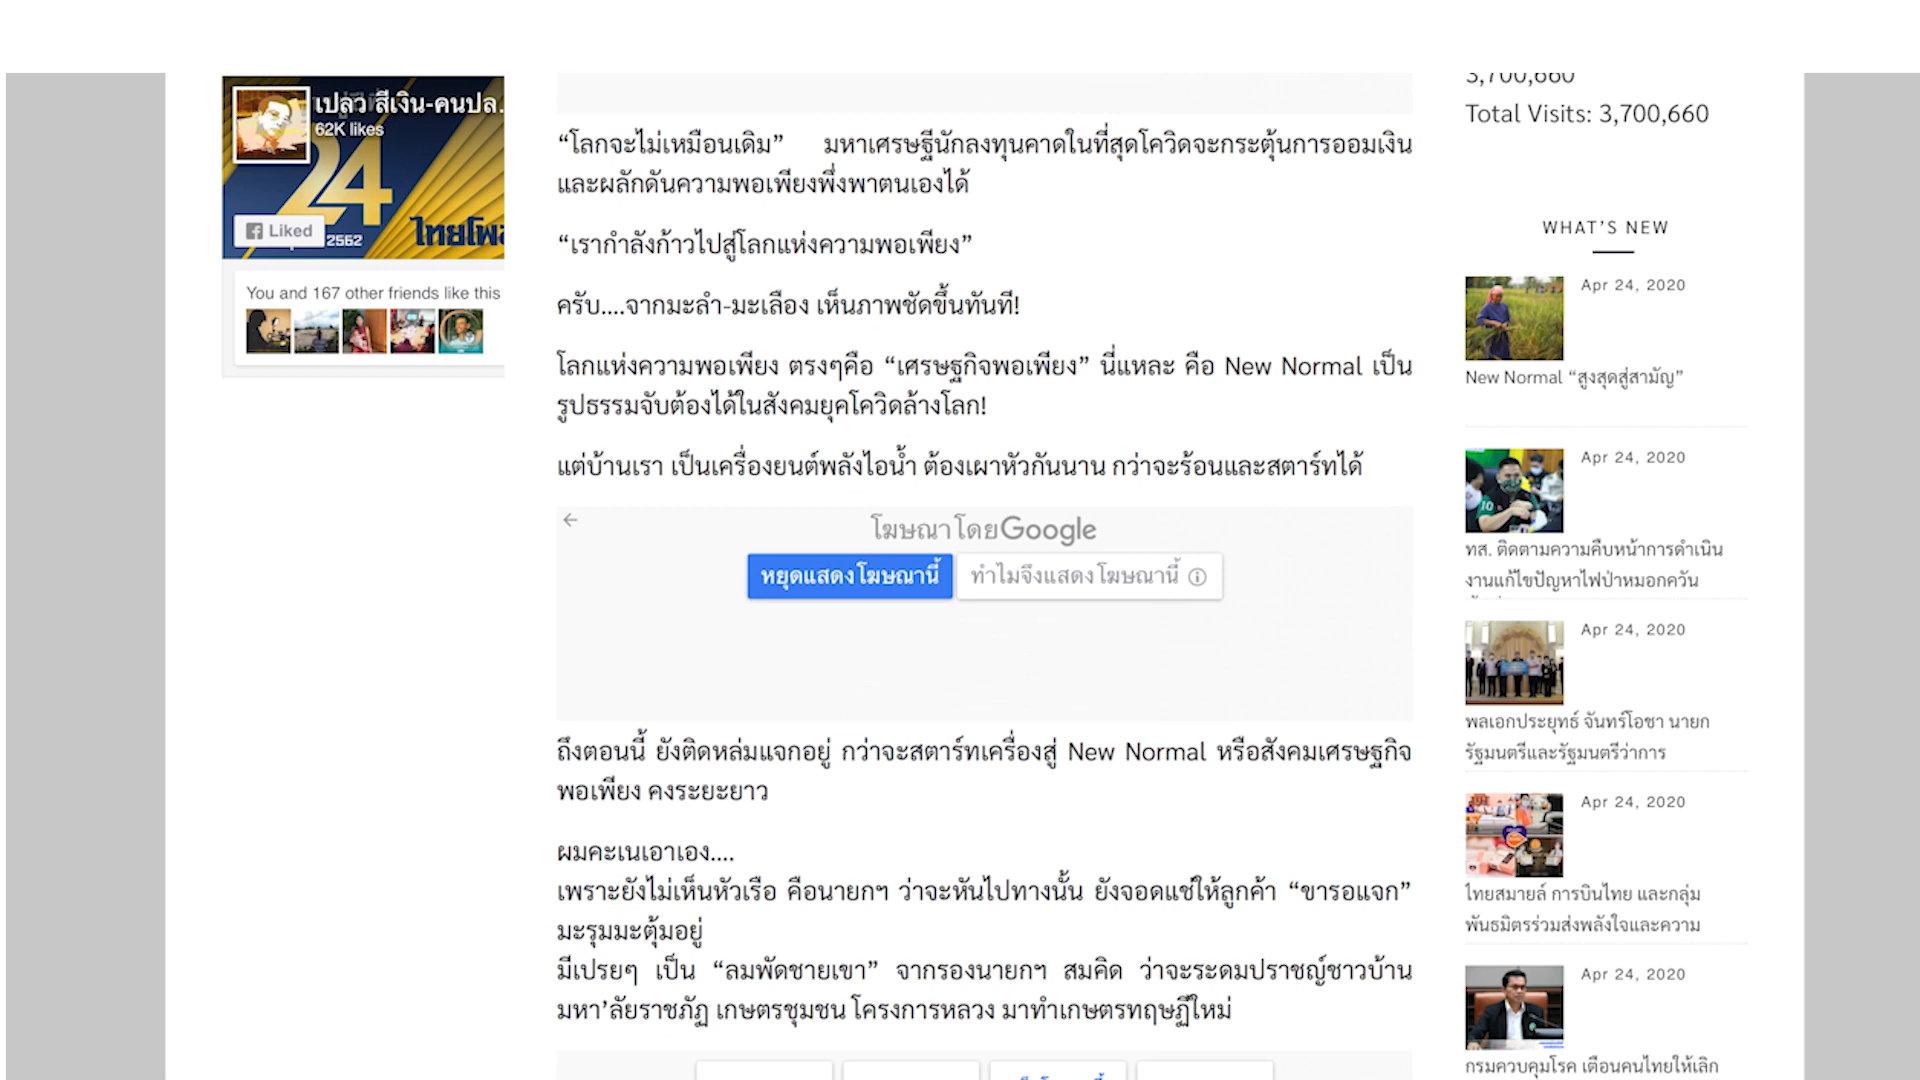 เปลว สีเงิน-คนปล...
62K likes
24
Liked
2562
You and 167 other friends like this
“โลกจะไม่เหมือนเดิม” มหาเศรษฐีนักลงทุนคาดในที่สุดโควิดจะกระตุ้นการออมเงิน
และผลักดันความพอเพียงพึ่งพาตนเองได้
“เรากำลังก้าวไปสู่โลกแห่งความพอเพียง”
ครับ....จากมะลำ-มะเลือง เห็นภาพชัดขึ้นทันที!
โลกแห่งความพอเพียง ตรงๆคือ “เศรษฐกิจพอเพียง” นี่แหละ คือ New Normal เป็น
รูปธรรมจับต้องได้ในสังคมยุคโควิดล้างโลก!
แต่บ้านเรา เป็นเครื่องยนต์พลังไอน้ำ ต้องเผาหัวกันนาน กว่าจะร้อนและสตาร์ทได้
โฆษณาโดยGoogle
หยุดแสดงโฆษณานี้
ทำไมจึงแสดงโฆษณานี้
ถึงตอนนี้ ยังติดหล่มแจกอยู่ กว่าจะสตาร์ทเครื่องสู่ New Normal หรือสังคมเศรษฐกิจ
พอเพียง คงระยะยาว
ผมคะเนเอาเอง....
เพราะยังไม่เห็นหัวเรือ คือนายกฯ ว่าจะหันไปทางนั้น ยังจอดแช่ให้ลูกค้า “ขารอแจก”
มะรุมมะตุ้มอยู่
มีเปรยๆ เป็น “ลมพัดชายเขา” จากรองนายกฯ สมคิด ว่าจะระดมปราชญ์ชาวบ้าน
มหา’ลัยราชภัฏ เกษตรชุมชน โครงการหลวง มาทำเกษตรทฤษฎีใหม่
3,700,660
Total Visits: 3,700,660
WHAT’S NEW
Apr 24, 2020
New Normal “สูงสุดสู่สามัญ”
Apr 24, 2020
ทส. ติดตามความคืบหน้าการดำเนิน
งานแก้ไขปัญหาไฟป่าหมอกควัน
Apr 24, 2020
พลเอกประยุทธ์ จันทร์โอชา นายก
รัฐมนตรีและรัฐมนตรีว่าการ
Apr 24, 2020
ไทยสมายล์ การบินไทย และกลุ่ม
พันธมิตรร่วมส่งพลังใจและความ
Apr 24, 2020
กรมควบคุมโรค เตือนคนไทยให้เลิก